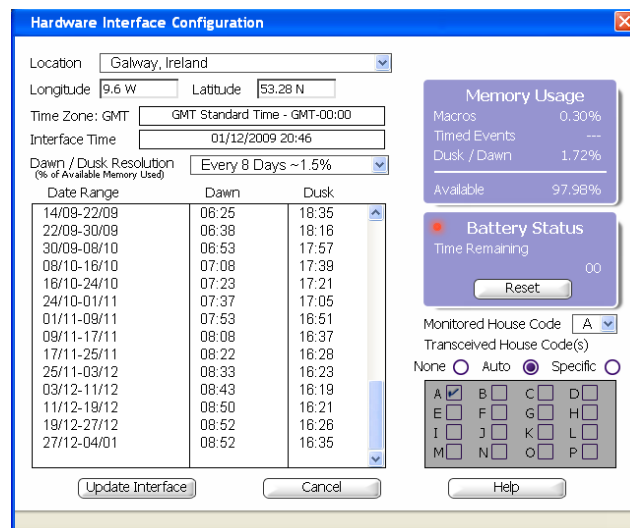 Hardware Interface Configuration
Location Galway, Ireland
Longitude 9.6 W Latitude 53.28 N
Time Zone: GMT GMT Standard Time - GMT-00:00
Interface Time 01/12/2009 20:46
Dawn / Dusk Resolution Every 8 Days ~1.5%
(% of Available Memory Used)
Date Range Dawn Dusk
14/09-22/09 06:25 18:35
22/09-30/09 06:38 18:16
30/09-08/10 06:53 17:57
08/10-16/10 07:08 17:39
16/10-24/10 07:23 17:21
24/10-01/11 07:37 17:05
01/11-09/11 07:53 16:51
09/11-17/11 08:08 16:37
17/11-25/11 08:22 16:28
25/11-03/12 08:33 16:23
03/12-11/12 08:43 16:19
11/12-19/12 08:50 16:21
19/12-27/12 08:52 16:26
27/12-04/01 08:52 16:35
Update Interface Cancel
Memory Usage
Macros 0.30%
Timed Events ---
Dusk / Dawn 1.72%
Available 97.98%
Battery Status
Time Remaining
00
Reset
Monitored House Code A
Transceived House Code(s)
None Auto Specific
A B C D
E F G H
I J K L
M N O P
Help